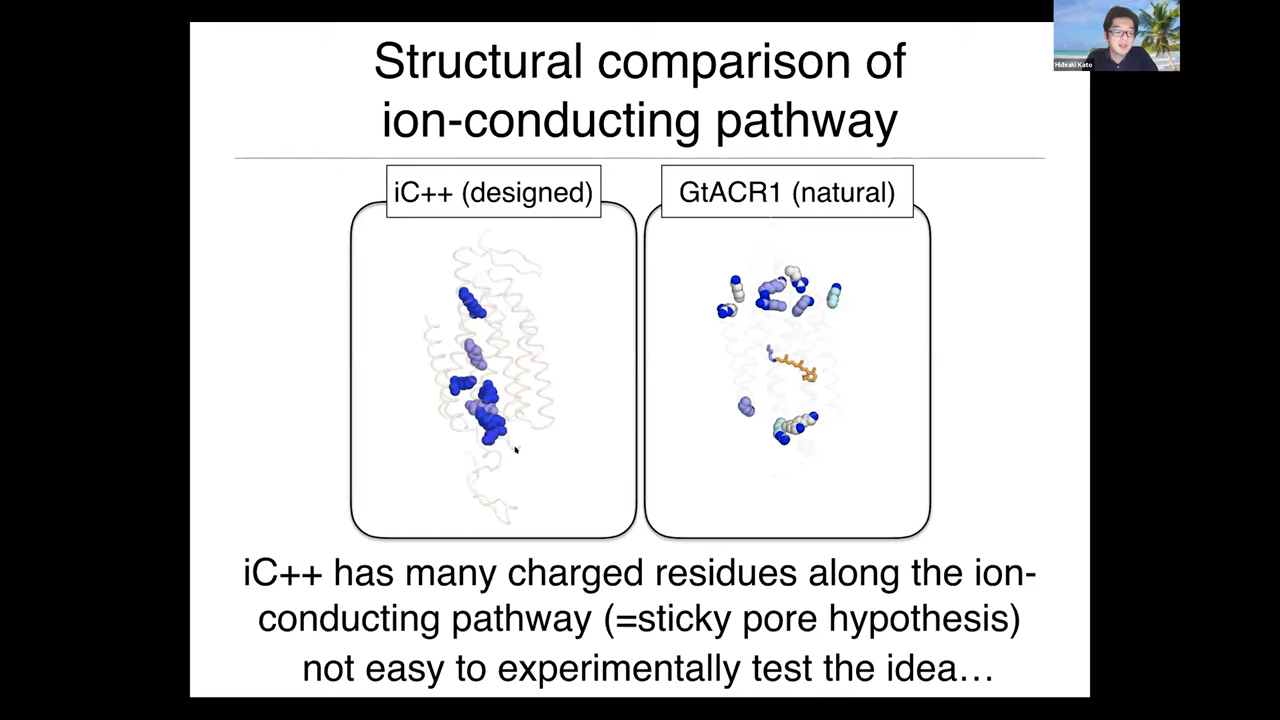 Structural comparison of
ion-conducting pathway
Hideaki Kato
iC++ (designed)
GtACR1 (natural)
iC++ has many charged residues along the ion-
conducting pathway (=sticky pore hypothesis)
not easy to experimentally test the idea…